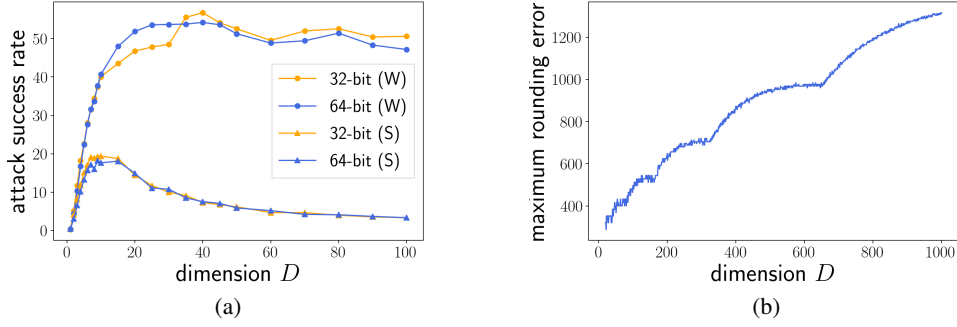 attack success rate
50
40
30
20
10
0
32-bit (W)
64-bit (W)
32-bit (S)
64-bit (S)
0 20 40 60 80 100
dimension D
(a)
maximum rounding error
1200
1000
800
600
400
0 200 400 600 800 1000
dimension D
(b)